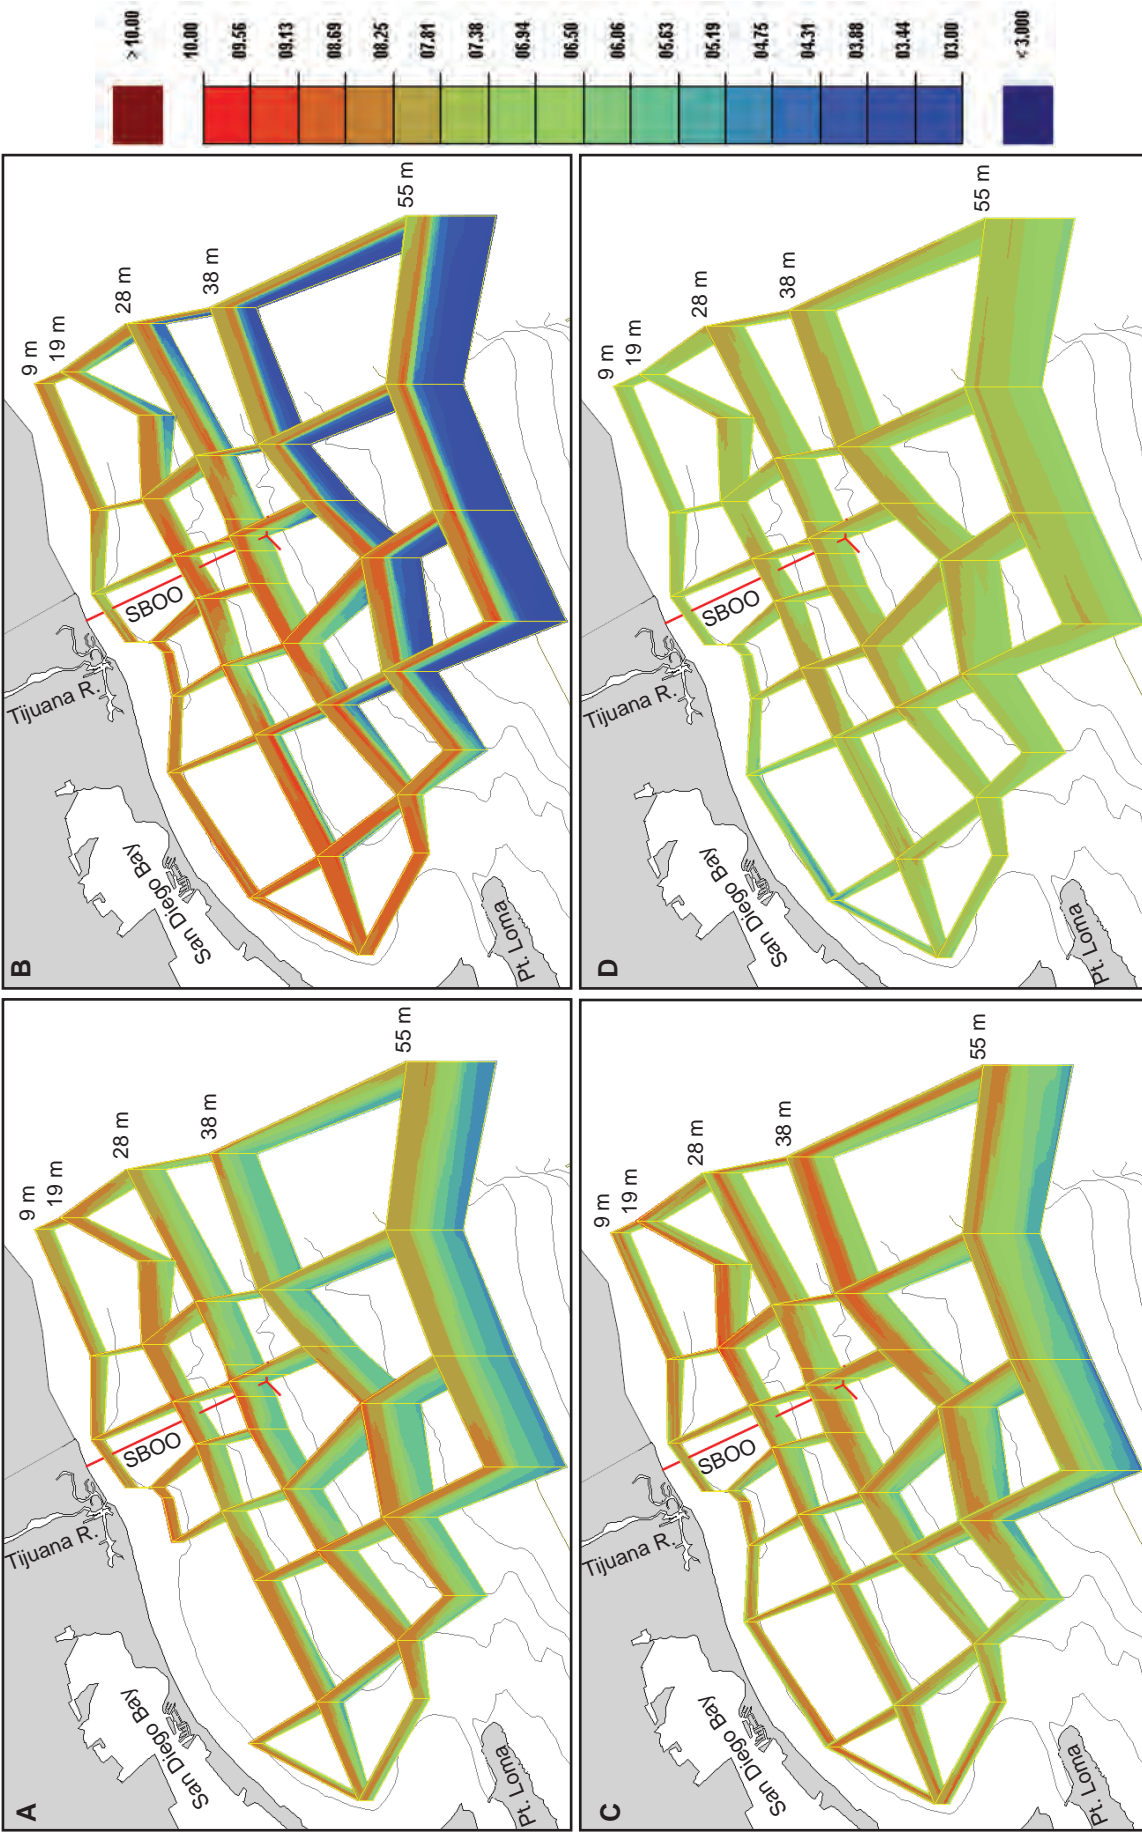 > 10.00
10.00
09.56
09.13
08.69
08.25
07.81
07.38
06.94
06.50
06.06
05.63
05.19
04.75
04.31
03.88
03.44
03.00
< 3.000
B
9 m
19 m
28 m
38 m
55 m
SBOO
Tijuana R.
San Diego Bay
Pt. Loma
D
9 m
19 m
28 m
38 m
55 m
SBOO
Tijuana R.
San Diego Bay
Pt. Loma
A
9 m
19 m
28 m
38 m
55 m
SBOO
Tijuana R.
San Diego Bay
Pt. Loma
C
9 m
19 m
28 m
38 m
55 m
SBOO
Tijuana R.
San Diego Bay
Pt. Loma